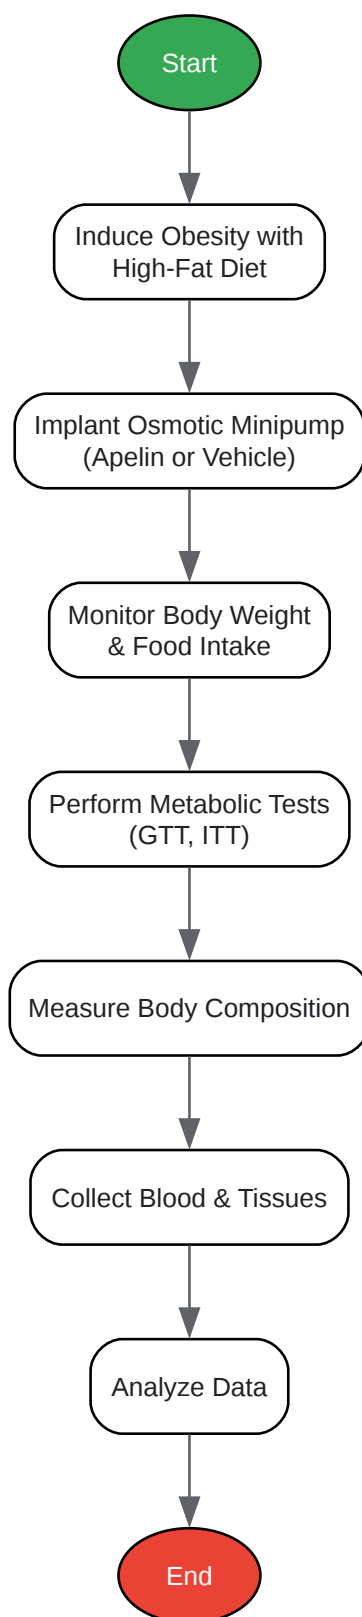 Start
Induce Obesity with
High-Fat Diet
Implant Osmotic Minipump
(Apelin or Vehicle)
Monitor Body Weight
& Food Intake
Perform Metabolic Tests
(GTT, ITT)
Measure Body Composition
Collect Blood & Tissues
Analyze Data
End